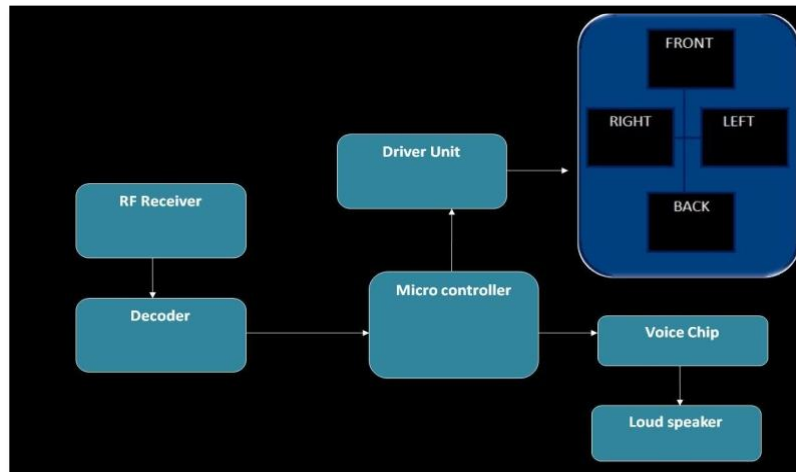 FRONT
RIGHT
LEFT
BACK
Driver Unit
RF Receiver
Decoder
Micro controller
Voice Chip
Loud speaker